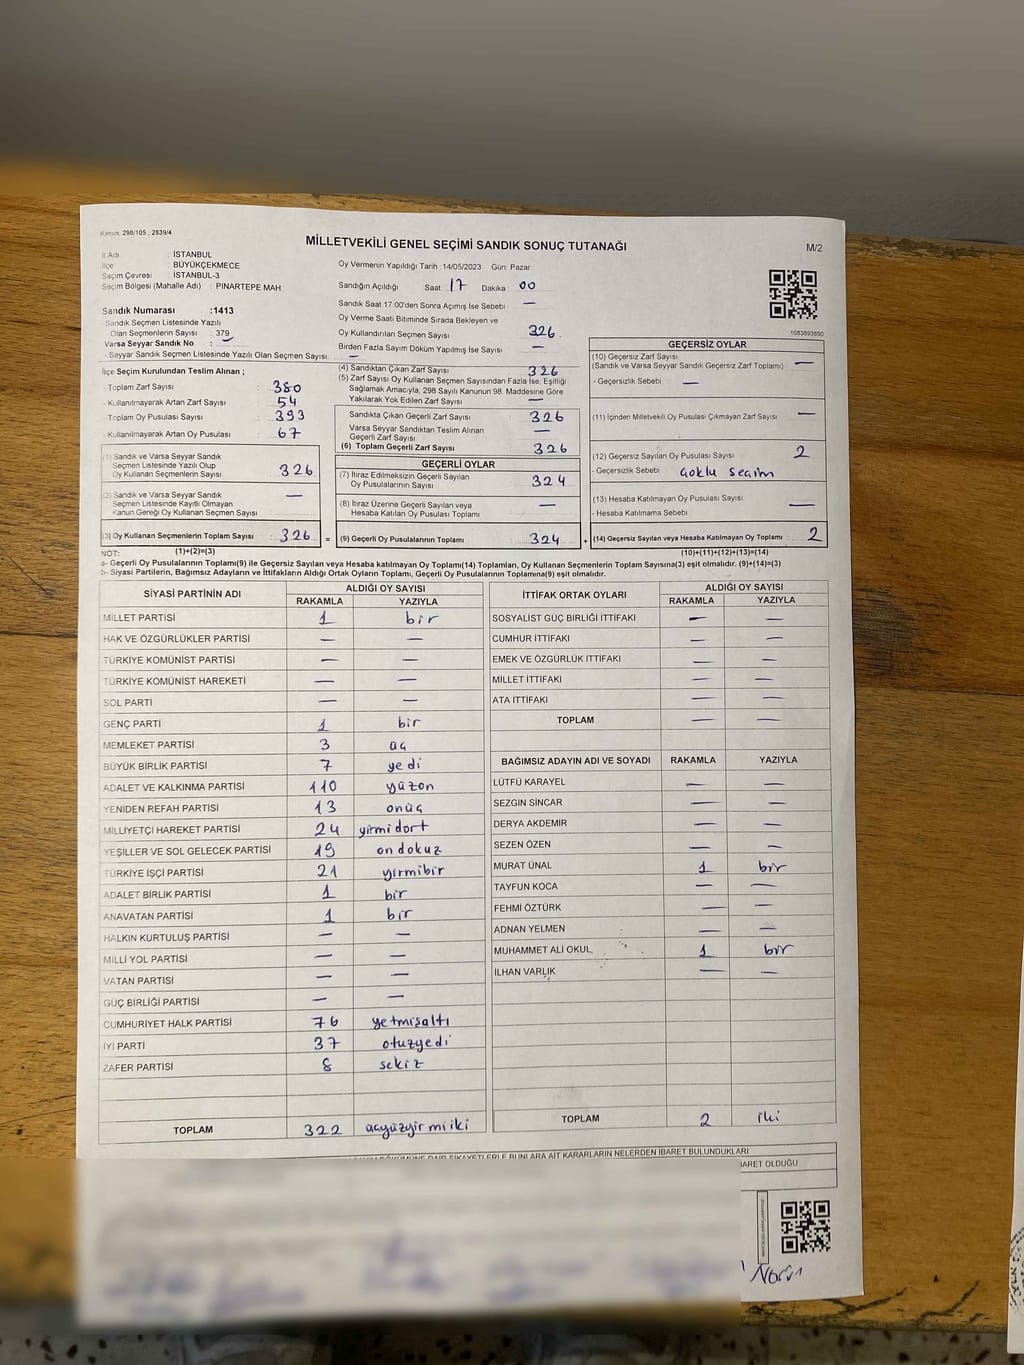 Kanun, 298/105 , 2839/4
MİLLETVEKİLİ GENEL SEÇİMİ SANDIK SONUÇ TUTANAĞI
M/2
İl Adı : İSTANBUL
İlçe : BÜYÜKÇEKMECE
Seçim Çevresi : İSTANBUL-3
Seçim Bölgesi (Mahalle Adı) : PINARTEPE MAH
Sandık Numarası :1413
- Sandık Seçmen Listesinde Yazılı
Olan Seçmenlerin Sayısı : 379
Varsa Seyyar Sandık No : —
- Seyyar Sandık Seçmen Listesinde Yazılı Olan Seçmen Sayısı: —
Oy Vermenin Yapıldığı Tarih :14/05/2023 Gün: Pazar
Sandığın Açıldığı Saat 17 Dakika 00
Sandık Saat 17.00'den Sonra Açımış İse Sebebi : —
Oy Verme Saati Bitiminde Sırada Bekleyen ve
Oy Kullandırılan Seçmen Sayısı : 326
Birden Fazla Sayım Döküm Yapılmış İse Sayısı : —
1083693890
İlçe Seçim Kurulundan Teslim Alınan ;
- Toplam Zarf Sayısı : 380
- Kullanılmayarak Artan Zarf Sayısı : 54
- Toplam Oy Pusulası Sayısı : 393
- Kullanılmayarak Artan Oy Pusulası : 67
(1) Sandık ve Varsa Seyyar Sandık
Seçmen Listesinde Yazılı Olup
Oy Kullanan Seçmenlerin Sayısı : 326
(2) Sandık ve Varsa Seyyar Sandık
Seçmen Listesinde Kayıtlı Olmayan
Kanun Gereği Oy Kullanan Seçmen Sayısı : —
(3) Oy Kullanan Seçmenlerin Toplam Sayısı : 326
(4) Sandıktan Çıkan Zarf Sayısı : 326
(5) Zarf Sayısı Oy Kullanan Seçmen Sayısından Fazla İse, Eşitliği
Sağlamak Amacıyla, 298 Sayılı Kanunun 98. Maddesine Göre
Yakılarak Yok Edilen Zarf Sayısı : —
Sandıkta Çıkan Geçerli Zarf Sayısı : 326
Varsa Seyyar Sandıktan Teslim Alınan
Geçerli Zarf Sayısı : —
(6) Toplam Geçerli Zarf Sayısı : 326
GEÇERLİ OYLAR
(7) İtiraz Edilmeksizin Geçerli Sayılan
Oy Pusulalarının Sayısı : 324
(8) İtiraz Üzerine Geçerli Sayılan veya
Hesaba Katılan Oy Pusulası Toplamı : —
= (9) Geçerli Oy Pusulalarının Toplamı : 324
GEÇERSİZ OYLAR
(10) Geçersiz Zarf Sayısı
(Sandık ve Varsa Seyyar Sandık Geçersiz Zarf Toplamı) : —
- Geçersizlik Sebebi : —
(11) İçinden Milletvekili Oy Pusulası Çıkmayan Zarf Sayısı : —
(12) Geçersiz Sayılan Oy Pusulası Sayısı : 2
- Geçersizlik Sebebi : çoklu seçim
(13) Hesaba Katılmayan Oy Pusulası Sayısı : —
- Hesaba Katılmama Sebebi :
+ (14) Geçersiz Sayılan veya Hesaba Katılmayan Oy Toplamı : 2
NOT: (1)+(2)=(3) (10)+(11)+(12)+(13)=(14)
a- Geçerli Oy Pusulalarının Toplamı(9) ile Geçersiz Sayılan veya Hesaba Katılmayan Oy Toplamı(14) Toplamları, Oy Kullanan Seçmenlerin Toplam Sayısına(3) eşit olmalıdır. (9)+(14)=(3)
b- Siyasi Partilerin, Bağımsız Adayların ve İttifakların Aldığı Ortak Oyların Toplamı, Geçerli Oy Pusulalarının Toplamına(9) eşit olmalıdır.
SİYASİ PARTİNİN ADI ALDIĞI OY SAYISI
RAKAMLA YAZIYLA
MİLLET PARTİSİ 1 bir
HAK VE ÖZGÜRLÜKLER PARTİSİ — —
TÜRKİYE KOMÜNİST PARTİSİ — —
TÜRKİYE KOMÜNİST HAREKETİ — —
SOL PARTİ — —
GENÇ PARTİ 1 bir
MEMLEKET PARTİSİ 3 üç
BÜYÜK BİRLİK PARTİSİ 7 yedi
ADALET VE KALKINMA PARTİSİ 110 yüzon
YENİDEN REFAH PARTİSİ 13 onüç
MİLLİYETÇİ HAREKET PARTİSİ 24 yirmidört
YEŞİLLER VE SOL GELECEK PARTİSİ 19 ondokuz
TÜRKİYE İŞÇİ PARTİSİ 21 yirmibir
ADALET BİRLİK PARTİSİ 1 bir
ANAVATAN PARTİSİ 1 bir
HALKIN KURTULUŞ PARTİSİ — —
MİLLİ YOL PARTİSİ — —
VATAN PARTİSİ — —
GÜÇ BİRLİĞİ PARTİSİ — —
CUMHURİYET HALK PARTİSİ 76 yetmişaltı
İYİ PARTİ 37 otuzyedi
ZAFER PARTİSİ 8 sekiz
TOPLAM 322 üçyüzyirmiiki
İTTİFAK ORTAK OYLARI ALDIĞI OY SAYISI
RAKAMLA YAZIYLA
SOSYALİST GÜÇ BİRLİĞİ İTTİFAKI — —
CUMHUR İTTİFAKI — —
EMEK VE ÖZGÜRLÜK İTTİFAKI — —
MİLLET İTTİFAKI — —
ATA İTTİFAKI — —
TOPLAM — —
BAĞIMSIZ ADAYIN ADI VE SOYADI RAKAMLA YAZIYLA
LÜTFÜ KARAYEL — —
SEZGİN SİNCAR — —
DERYA AKDEMİR — —
SEZEN ÖZEN — —
MURAT ÜNAL 1 bir
TAYFUN KOCA — —
FEHMİ ÖZTÜRK — —
ADNAN YELMEN — —
MUHAMMET ALİ OKUL 1 bir
İLHAN VARLIK — —
TOPLAM 2 iki
DAİR ŞİKAYETLERLE BUNLARA AİT KARARLARIN NELERDEN İBARET BULUNDUKLARI
İBARET OLDUĞU